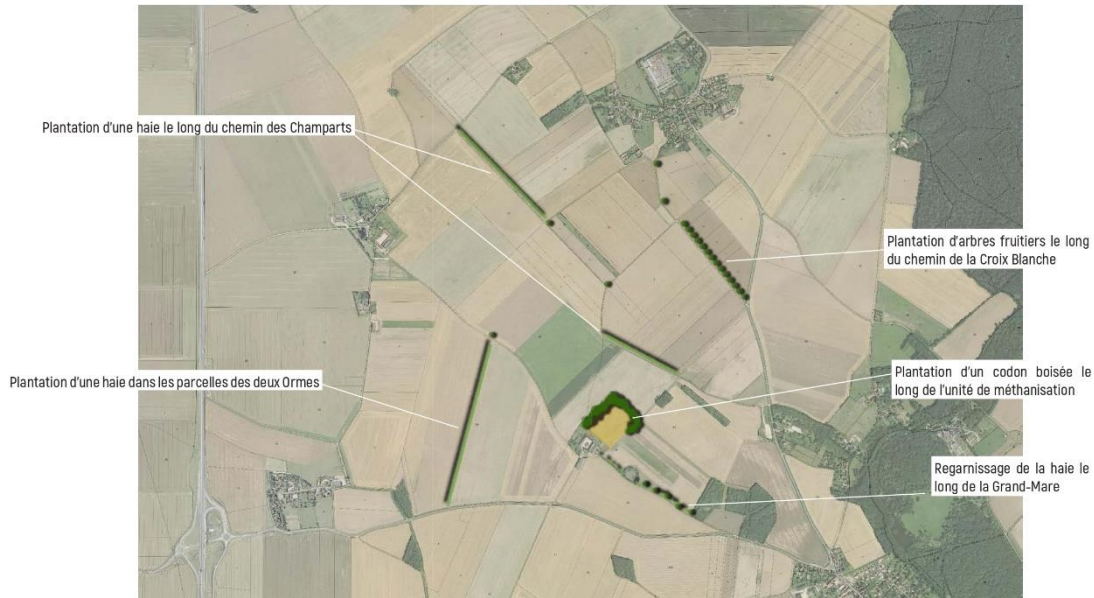 Plantation d'une haie le long du chemin des Champarts
Plantation d'arbres fruitiers le long
du chemin de la Croix Blanche
Plantation d'une haie dans les parcelles des deux Ormes
Plantation d'un codon boisée le
long de l'unité de méthanisation
Regarnissage de la haie le
long de la Grand-Mare